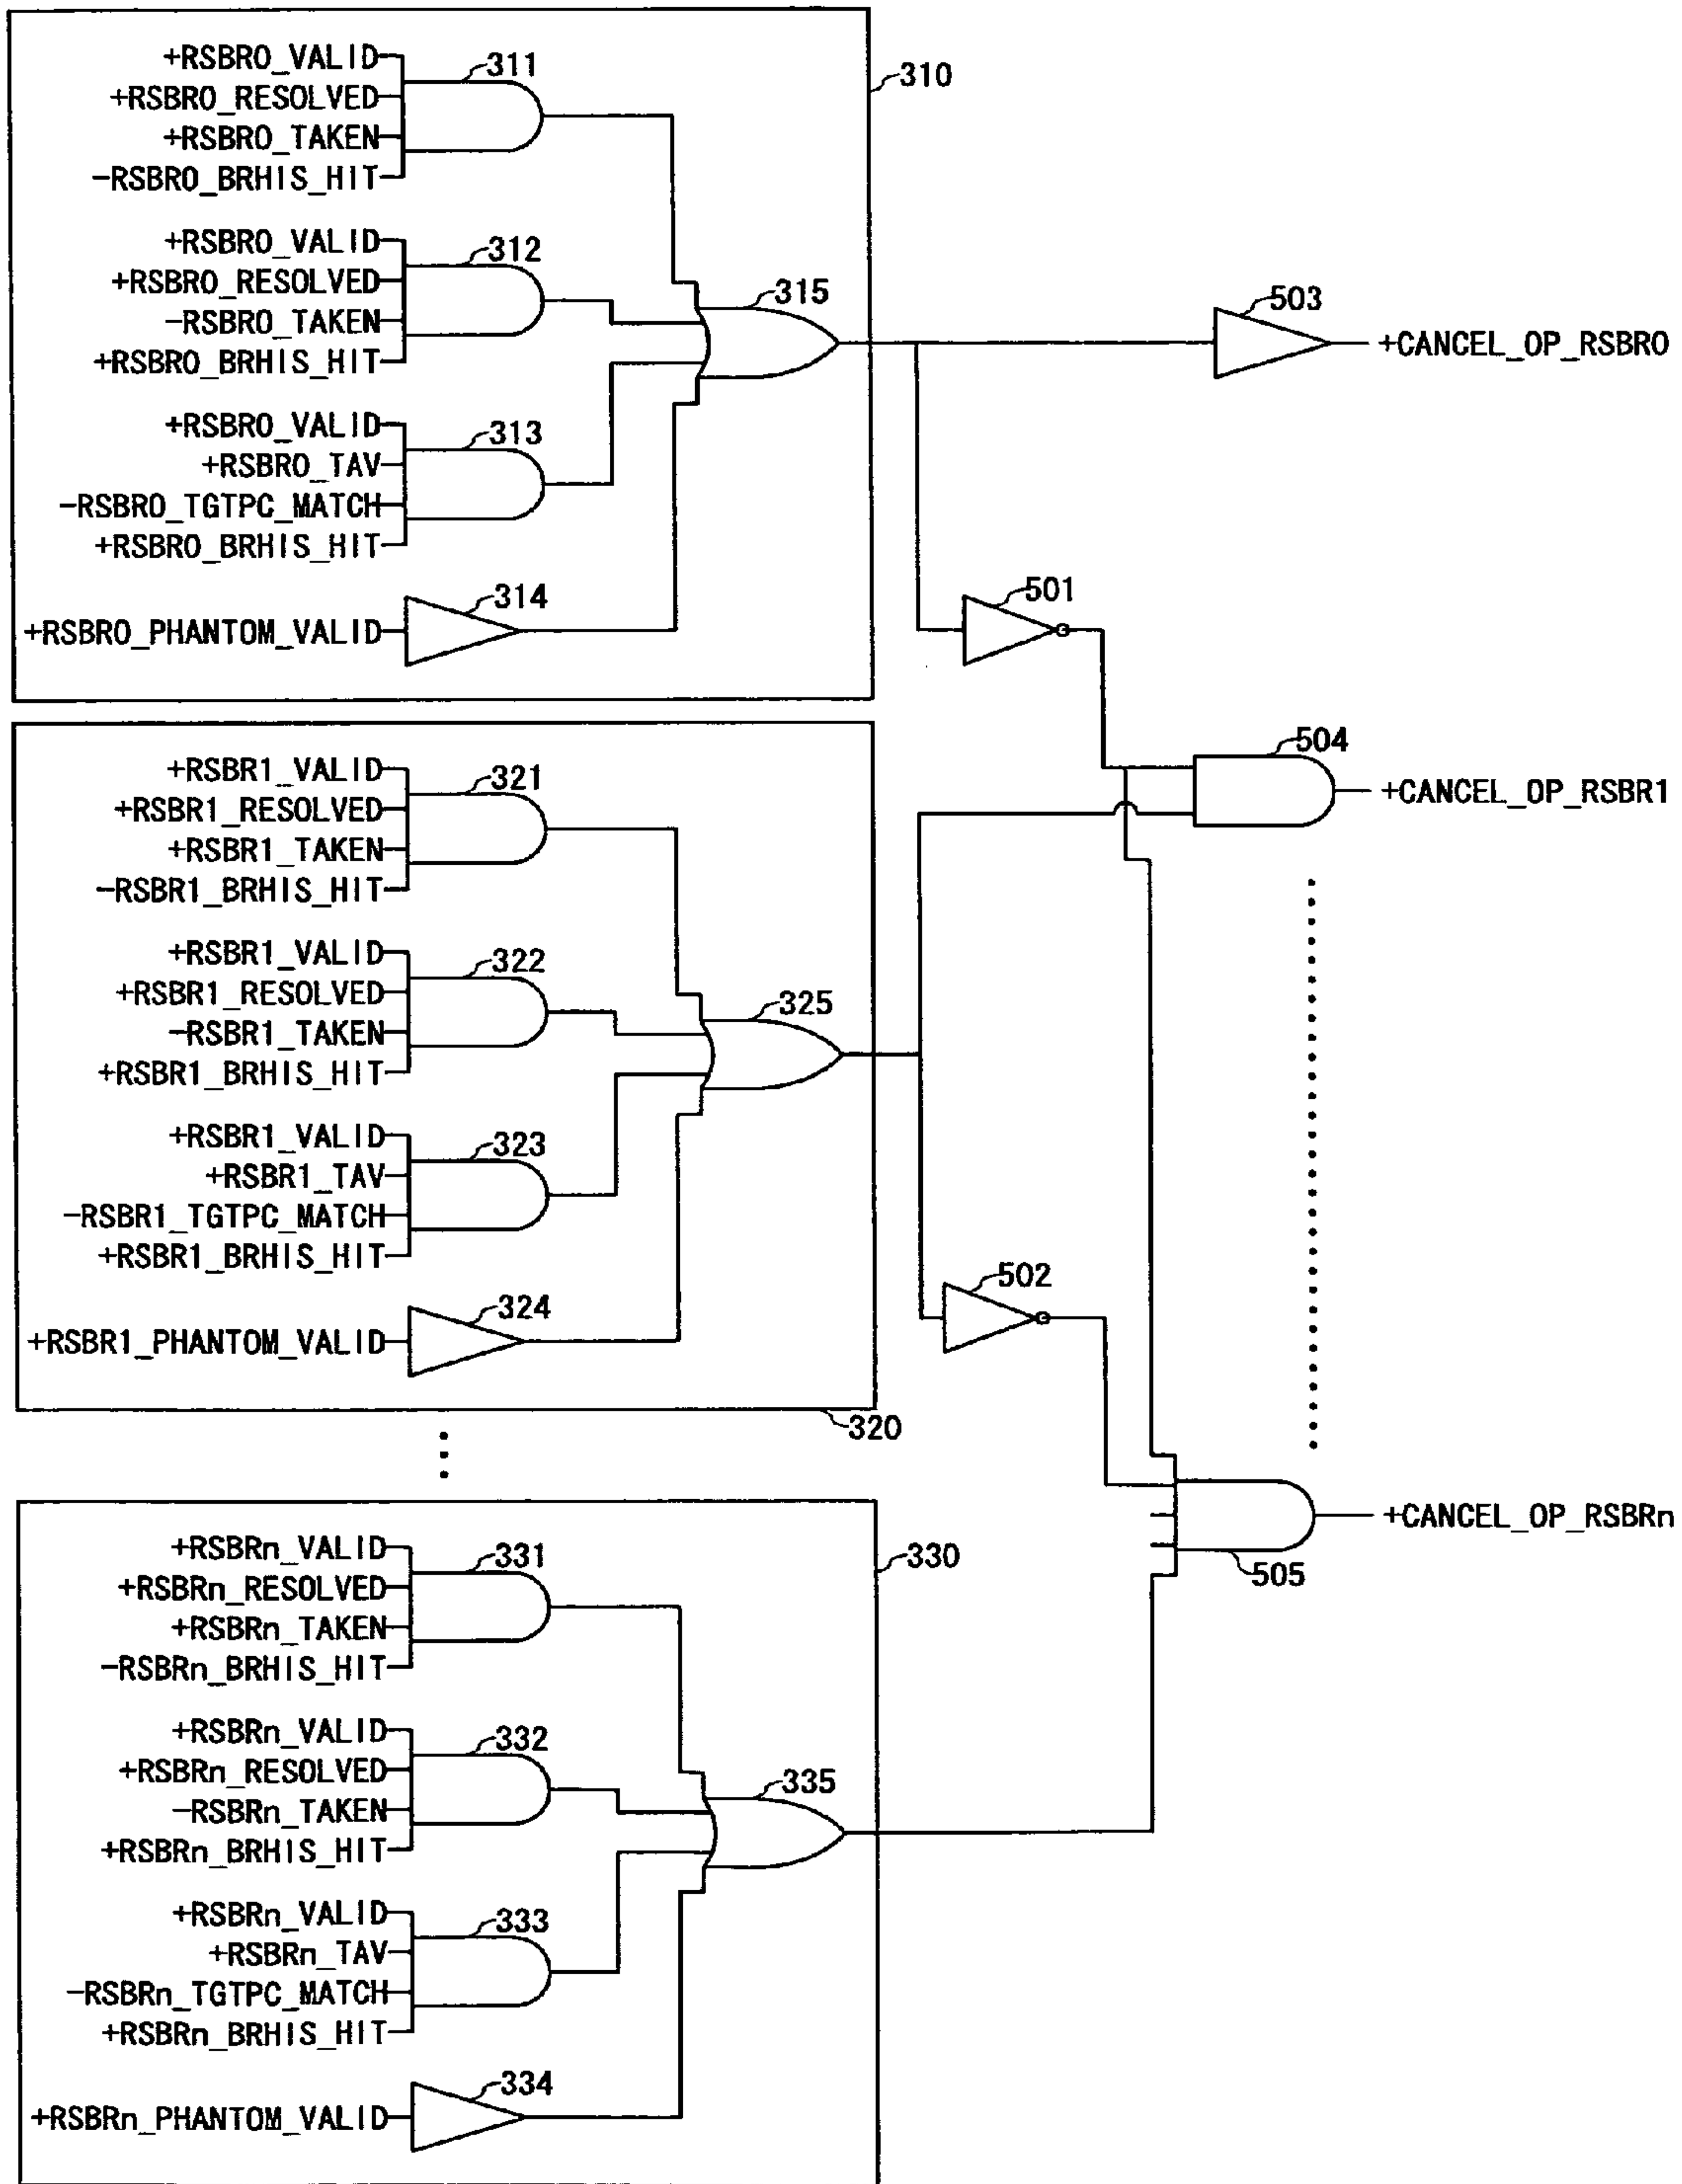 +RSBR0_VALID
311
310
+RSBR0_RESOLVED
+RSBR0_TAKEN
-RSBR0_BRHIS_HIT
+RSBR0_VALID
312
+RSBR0_RESOLVED
315
503
-RSBR0_TAKEN
+CANCEL_OP_RSBR0
+RSBR0_BRHIS_HIT
+RSBR0_VALID
313
+RSBR0_TAV
-RSBR0_TGTPC_MATCH
+RSBR0_BRHIS_HIT
314
501
+RSBR0_PHANTOM_VALID
504
+RSBR1_VALID
321
+CANCEL_OP_RSBR1
+RSBR1_RESOLVED
+RSBR1_TAKEN
-RSBR1_BRHIS_HIT
+RSBR1_VALID
322
+RSBR1_RESOLVED
325
-RSBR1_TAKEN
+RSBR1_BRHIS_HIT
+RSBR1_VALID
323
+RSBR1_TAV
-RSBR1_TGTPC_MATCH
+RSBR1_BRHIS_HIT
502
324
+RSBR1_PHANTOM_VALID
320
+CANCEL_OP_RSBRn
+RSBRn_VALID
331
330
505
+RSBRn_RESOLVED
+RSBRn_TAKEN
-RSBRn_BRHIS_HIT
+RSBRn_VALID
332
+RSBRn_RESOLVED
335
-RSBRn_TAKEN
+RSBRn_BRHIS_HIT
+RSBRn_VALID
333
+RSBRn_TAV
-RSBRn_TGTPC_MATCH
+RSBRn_BRHIS_HIT
334
+RSBRn_PHANTOM_VALID